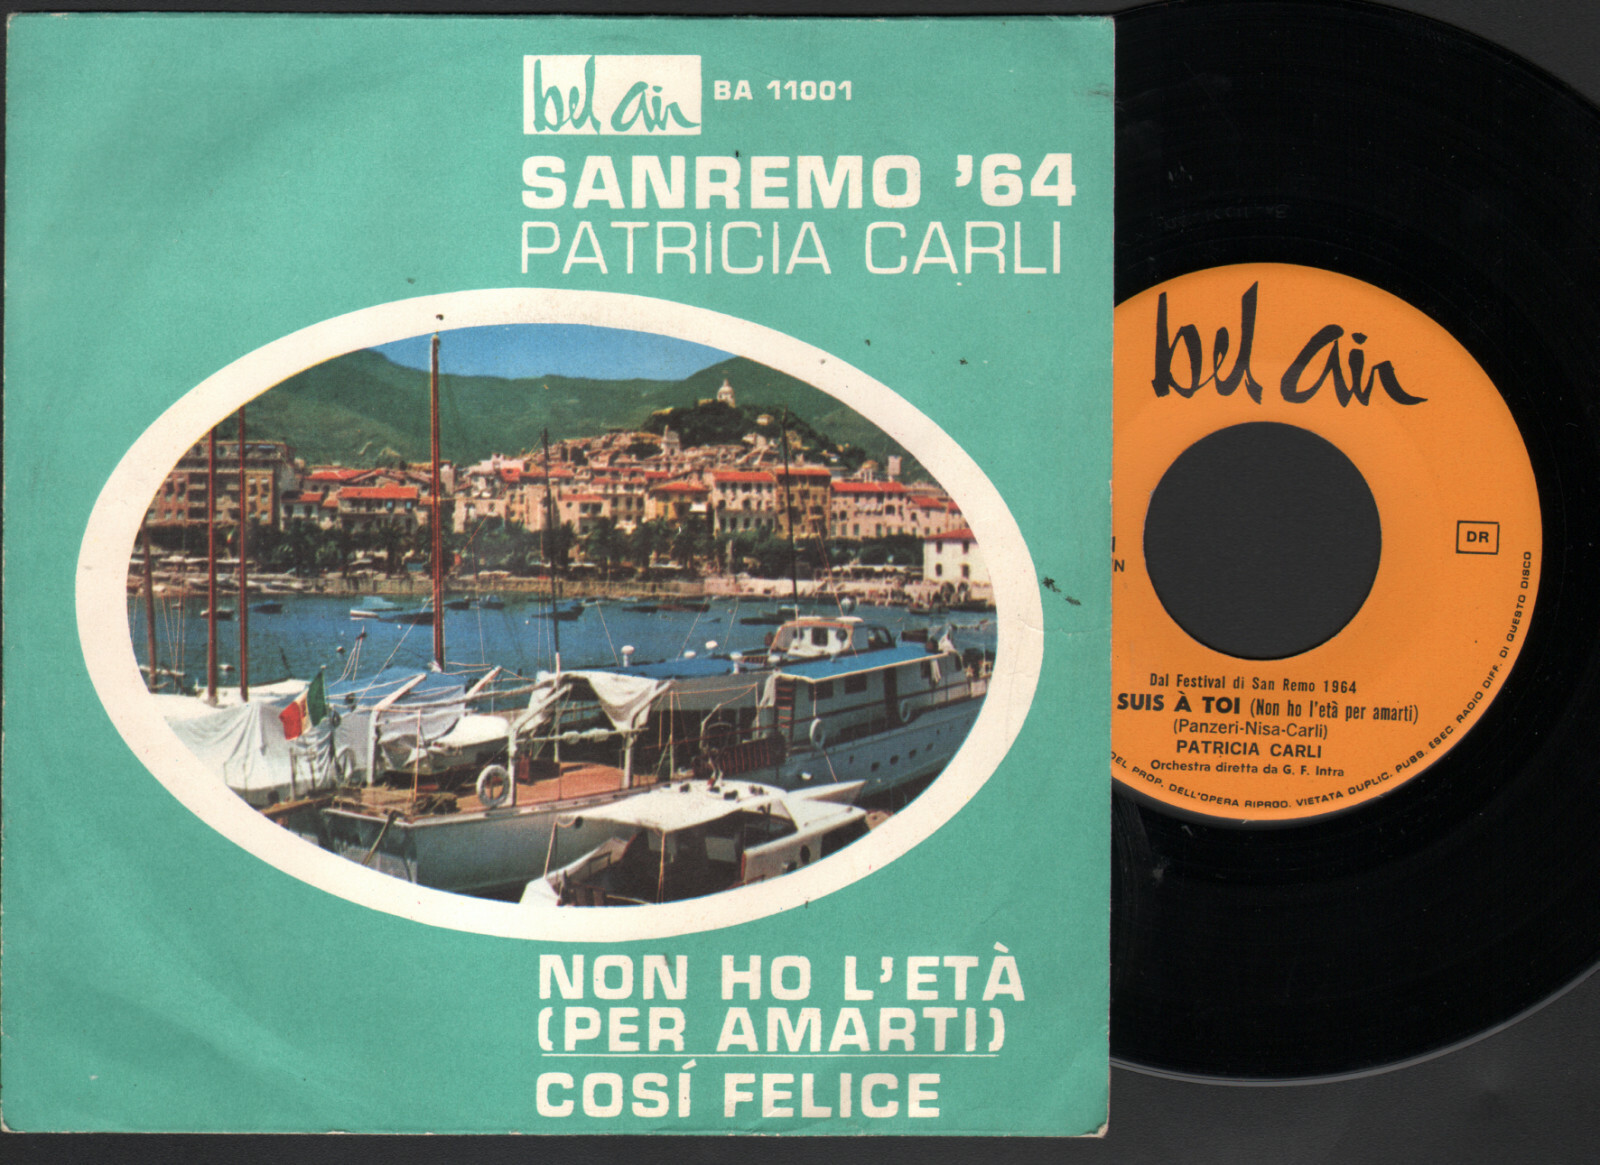 bel air BA 11001
SANREMO '64
PATRICIA CARLI
NON HO L'ETÀ
(PER AMARTI)
COSÍ FELICE
bel air
DR
Dal Festival di San Remo 1964
SUIS À TOI (Non ho l'età per amarti)
(Panzeri-Nisa-Carli)
PATRICIA CARLI
Orchestra diretta da G. F. Intra
DEL PROP. DELL'OPERA RIPROD. VIETATA DUPLIC. PUBB. ESEC. RADIO DIFF. DI QUESTO DISCO